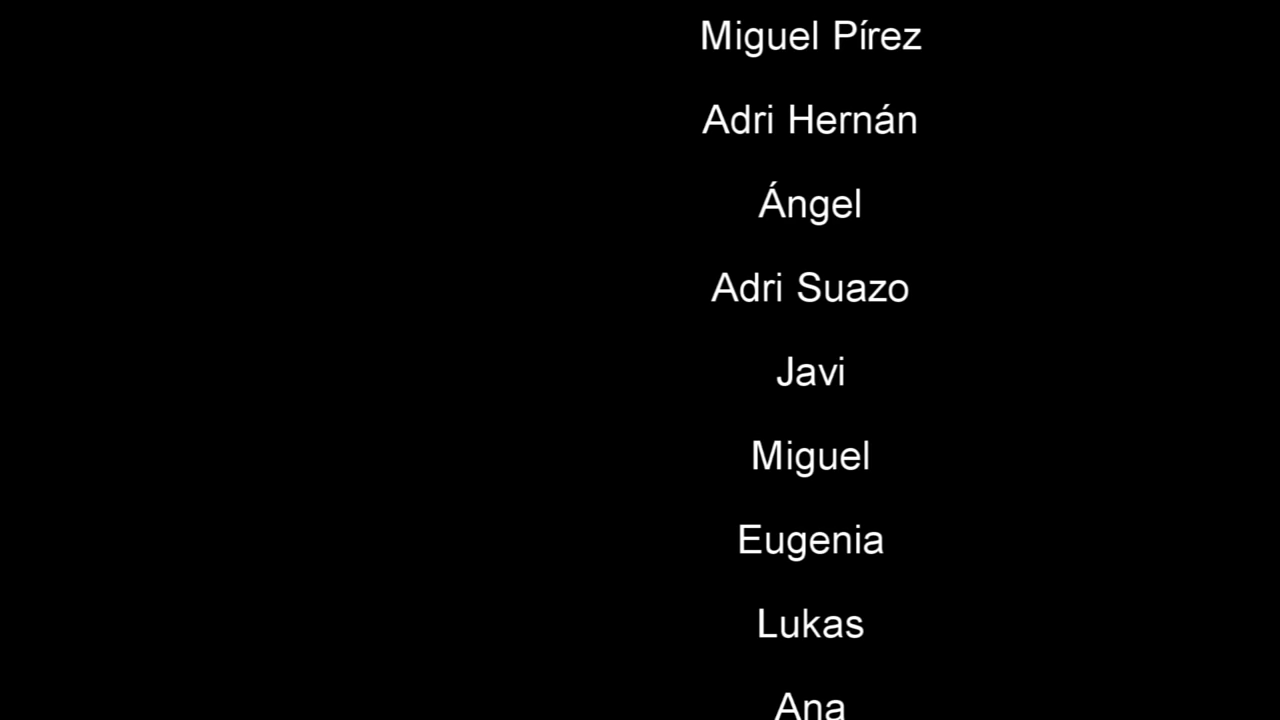 Miguel Pírez
Adri Hernán
Ángel
Adri Suazo
Javi
Miguel
Eugenia
Lukas
Ana